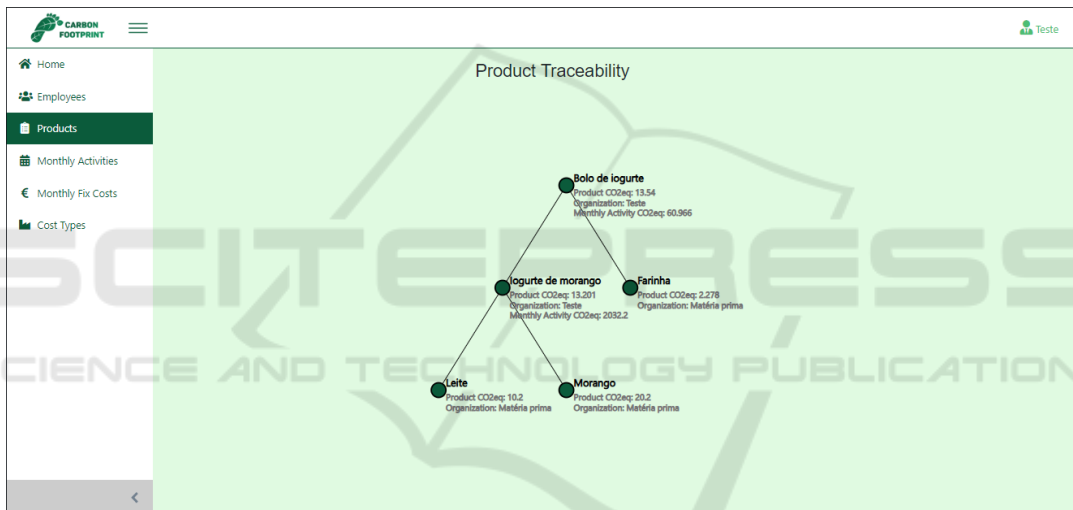 CARBON
FOOTPRINT
Teste
Home
Employees
Products
Monthly Activities
€ Monthly Fix Costs
Cost Types
Product Traceability
Bolo de iogurte
Product CO2eq: 13.54
Organization: Teste
Monthly Activity CO2eq: 60.966
Iogurte de morango
Product CO2eq: 13.201
Organization: Teste
Monthly Activity CO2eq: 2032.2
Farinha
Product CO2eq: 2.278
Organization: Matéria prima
Leite
Product CO2eq: 10.2
Organization: Matéria prima
Morango
Product CO2eq: 20.2
Organization: Matéria prima
SCITEPRESS
SCIENCE AND TECHNOLOGY PUBLICATIONS